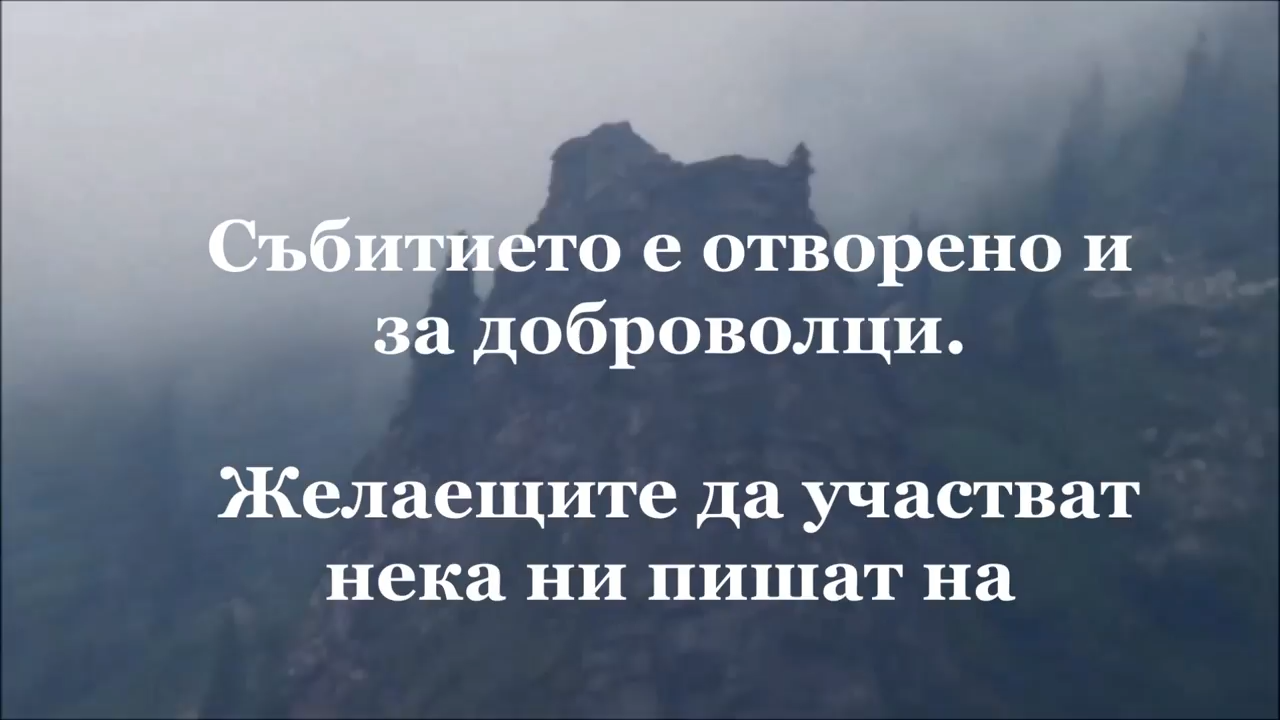 Събитието е отворено и
за доброволци.
Желаещите да участват
нека ни пишат на